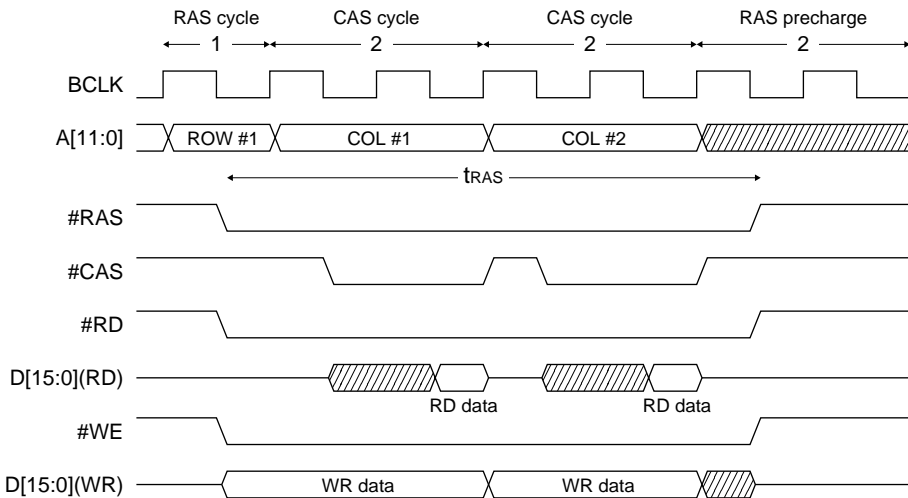 RAS cycle CAS cycle CAS cycle RAS precharge
1 2 2 2
BCLK
A[11:0] ROW #1 COL #1 COL #2
tRAS
#RAS
#CAS
#RD
D[15:0](RD)
RD data RD data
#WE
D[15:0](WR) WR data WR data